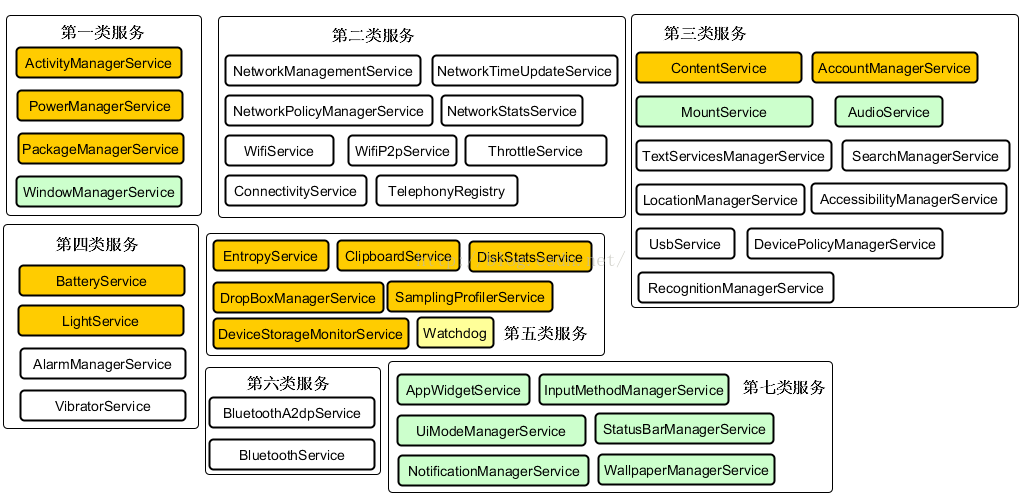 第一类服务
ActivityManagerService
PowerManagerService
PackageManagerService
WindowManagerService
第二类服务
NetworkManagementService
NetworkTimeUpdateService
NetworkPolicyManagerService
NetworkStatsService
WifiService
WifiP2pService
ThrottleService
ConnectivityService
TelephonyRegistry
第三类服务
ContentService
AccountManagerService
MountService
AudioService
TextServicesManagerService
SearchManagerService
LocationManagerService
AccessibilityManagerService
UsbService
DevicePolicyManagerService
RecognitionManagerService
第四类服务
BatteryService
LightService
AlarmManagerService
VibratorService
EntropyService
ClipboardService
DiskStatsService
DropBoxManagerService
SamplingProfilerService
DeviceStorageMonitorService
Watchdog
第五类服务
第六类服务
BluetoothA2dpService
BluetoothService
AppWidgetService
InputMethodManagerService
第七类服务
UiModeManagerService
StatusBarManagerService
NotificationManagerService
WallpaperManagerService